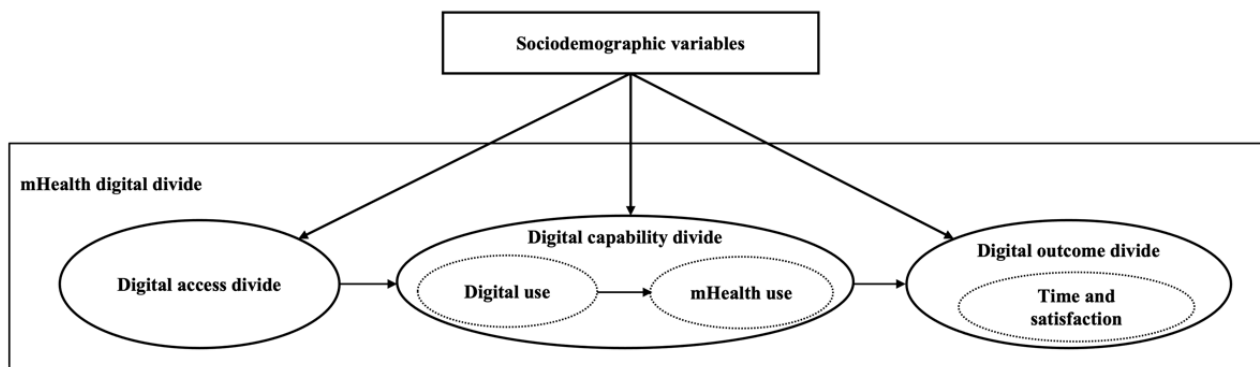 Sociodemographic variables
mHealth digital divide
Digital access divide
Digital capability divide
Digital use
mHealth use
Digital outcome divide
Time and
satisfaction